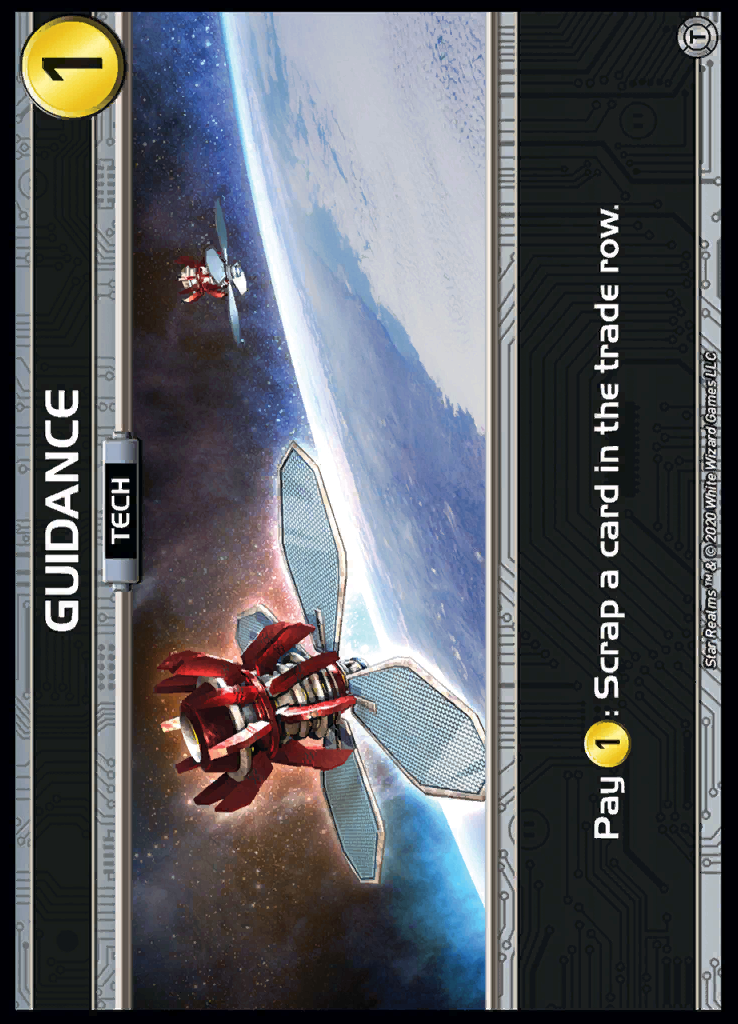 GUIDANCE
1
TECH
Pay 1 : Scrap a card in the trade row.
Star Realms™ & © 2020 White Wizard Games LLC
T